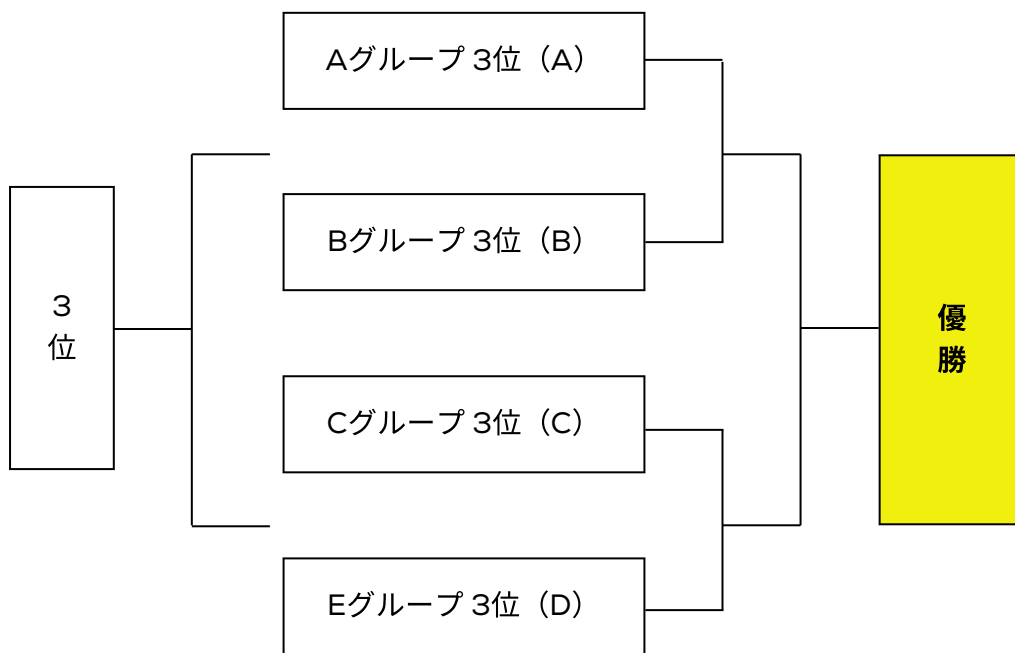 Aグループ 3位（A）
Bグループ 3位（B）
3
位
優
勝
Cグループ 3位（C）
Eグループ 3位（D）